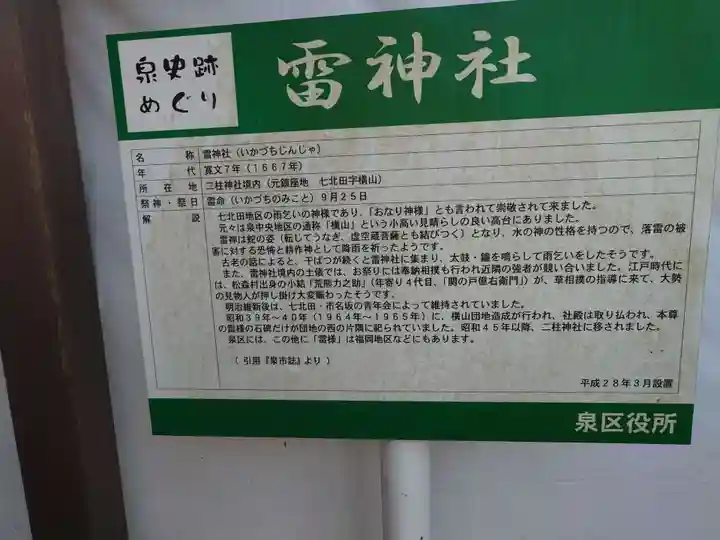 泉史跡
めぐり
雷神社
名称 雷神社（いかづちじんじゃ）
年代 寛文７年（１６６７年）
所在地 二柱神社境内（元鎮座地 七北田字横山）
祭神・祭日 雷命（いかづちのみこと）９月２５日
解説 七北田地区の雨乞いの神様であり、「おなり神様」とも言われて崇敬されて来ました。
元々は泉中央地区の通称「横山」という小高い見晴らしの良い高台にありました。
雷神は蛇の姿（転じてうなぎ、虚空蔵菩薩とも結びつく）となり、水の神の性格を持つので、落雷の被
害に対する恐怖と耕作神として降雨を祈ったようです。
古老の話によると、干ばつが続くと雷神社に集まり、太鼓・鐘を鳴らして雨乞いをしたそうです。
また、雷神社境内の土俵では、お祭りには奉納相撲も行われ近隣の強者が競い合いました。江戸時代に
は、松森村出身の小結「荒熊力之助」（年寄り４代目、「関の戸億右衛門」）が、草相撲の指導に来て、大勢
の見物人が押し掛け大変賑わったそうです。
明治維新後は、七北田・市名坂の青年会によって維持されていました。
昭和３９年～４０年（１９６４年～１９６５年）に、横山団地造成が行われ、社殿は取り払われ、本尊
の雷様の石碑だけが団地の西の片隅に祀られていました。昭和４５年以降、二柱神社に移されました。
泉区には、この他に「雷様」は福岡地区などにもあります。
（引用『泉市誌』より）
平成２８年３月設置
泉区役所